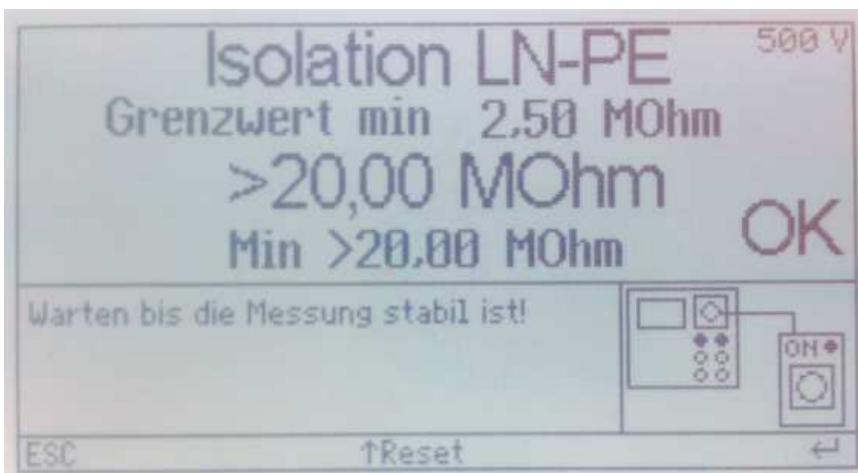 Isolation LN-PE
500 V
Grenzwert min 2,50 MOhm
>20,00 MOhm
OK
Min >20,00 MOhm
Warten bis die Messung stabil ist!
ON
ESC ↑Reset ↵